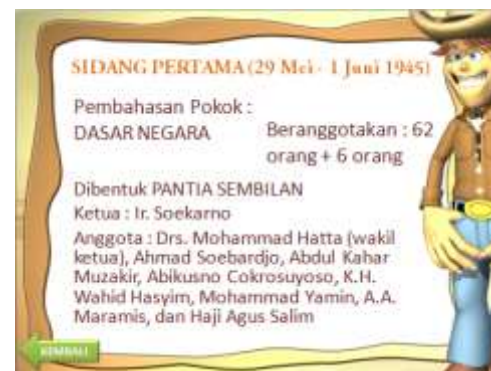 SIDANG PERTAMA (29 Mei - 1 Juni 1945)
Pembahasan Pokok :
DASAR NEGARA
Beranggotakan : 62
orang + 6 orang
Dibentuk PANTIA SEMBILAN
Ketua : Ir. Soekarno
Anggota : Drs. Mohammad Hatta (wakil
ketua), Ahmad Soebardjo, Abdul Kahar
Muzakir, Abikusno Cokrosuyoso, K.H.
Wahid Hasyim, Mohammad Yamin, A.A.
Maramis, dan Haji Agus Salim
KEMBALI